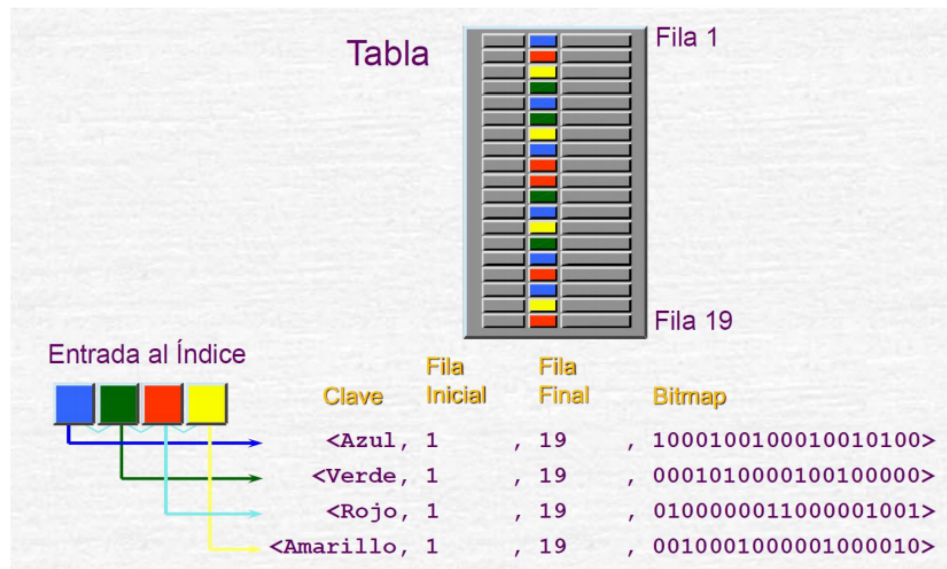 Tabla
Fila 1
Fila 19
Entrada al Índice
Clave Fila Inicial Fila Final Bitmap
<Azul, 1 , 19 , 1000100100010010100>
<Verde, 1 , 19 , 0001010000100100000>
<Rojo, 1 , 19 , 0100000011000001001>
<Amarillo, 1 , 19 , 0010001000001000010>